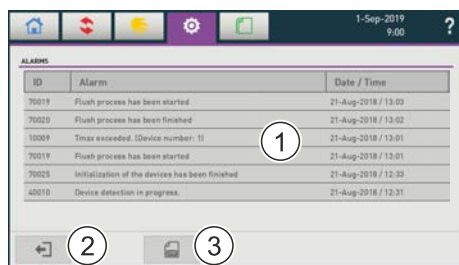 1-Sep-2019
9:00
?
ALARMS
ID Alarm Date / Time
70019 Flush process has been started 21-Aug-2018 / 13:03
70020 Flush process has been finished 21-Aug-2018 / 13:02
10009 Tmax exceeded. (Device number: 1) 21-Aug-2018 / 13:01
70019 Flush process has been started 21-Aug-2018 / 13:01
70025 Initialization of the devices has been finished 21-Aug-2018 / 12:33
40010 Device detection in progress. 21-Aug-2018 / 12:31
1
2
3